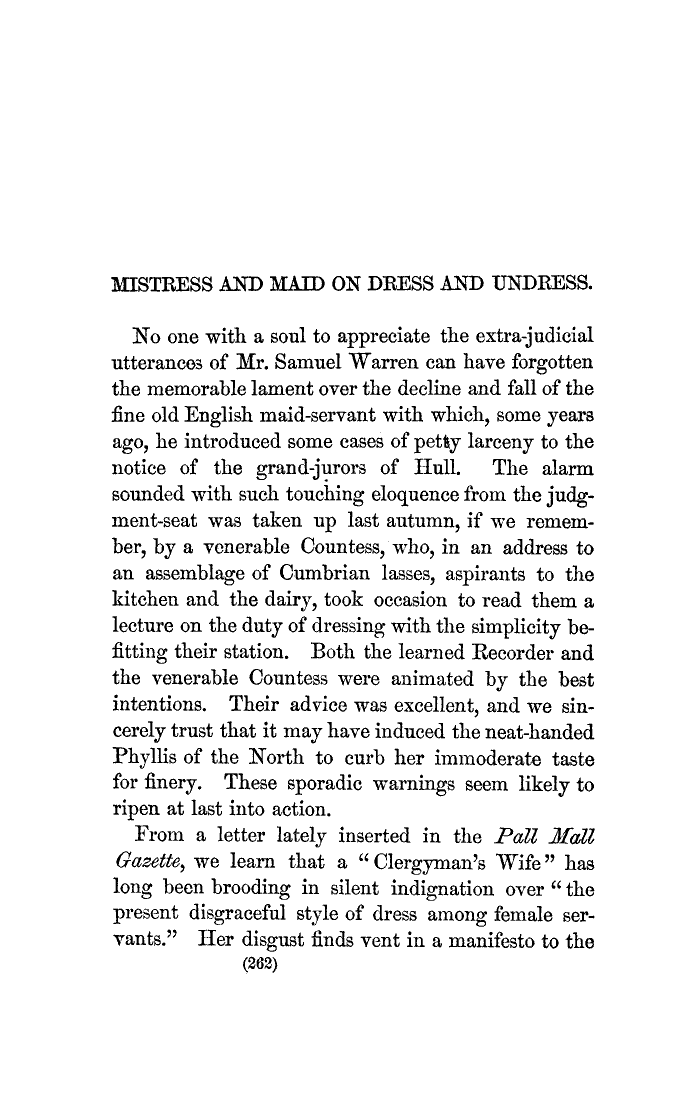 MISTRESS AND MAID ON DRESS AND UNDRESS.
No one with a soul to appreciate the extra-judicial
utterances of Mr. Samuel Warren can have forgotten
the memorable lament over the decline and fall of the
fine old English maid-servant with which, some years
ago, he introduced some cases of petty larceny to the
notice of the grand-jurors of Hull. The alarm
sounded with such touching eloquence from the judg-
ment-seat was taken up last autumn, if we remem-
ber, by a venerable Countess, who, in an address to
an assemblage of Cumbrian lasses, aspirants to the
kitchen and the dairy, took occasion to read them a
lecture on the duty of dressing with the simplicity be-
fitting their station. Both the learned Recorder and
the venerable Countess were animated by the best
intentions. Their advice was excellent, and we sin-
cerely trust that it may have induced the neat-handed
Phyllis of the North to curb her immoderate taste
for finery. These sporadic warnings seem likely to
ripen at last into action.
From a letter lately inserted in the Pall Mall
Gazette, we learn that a "Clergyman's Wife" has
long been brooding in silent indignation over "the
present disgraceful style of dress among female ser-
vants." Her disgust finds vent in a manifesto to the
(262)